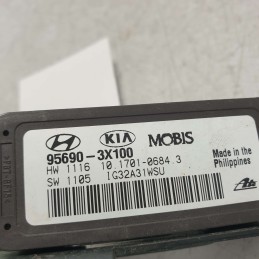 KIA MOBIS
95690-3X100
HW 1116 10.1701-0684.3
SW 1105 IG32A31WSU
Made in the
Philippines